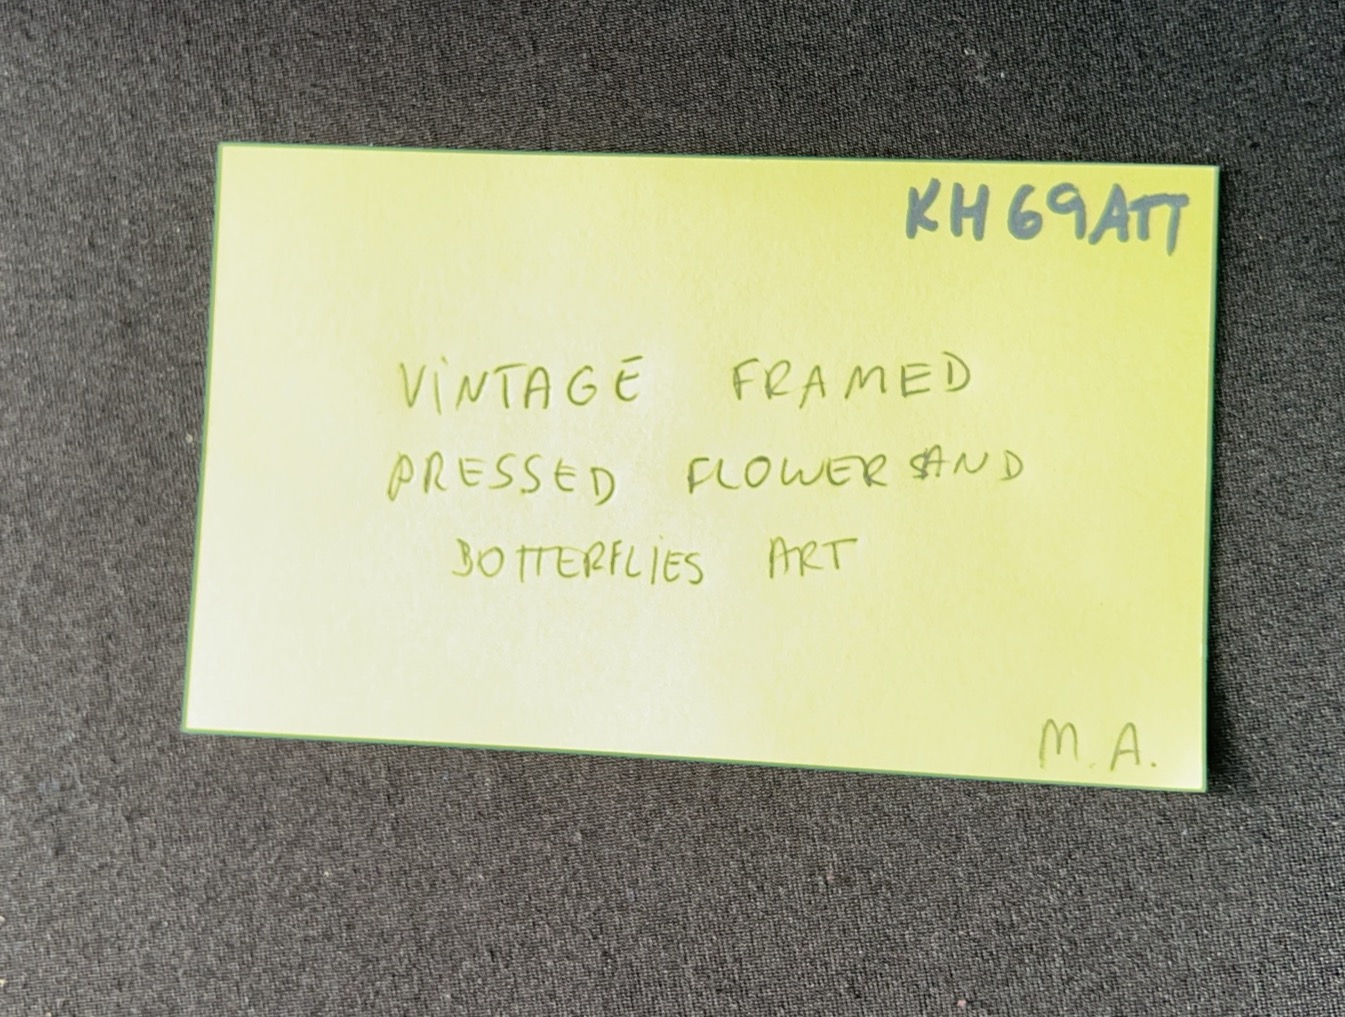 KH69ATT
VINTAGE FRAMED
PRESSED FLOWERS AND
BOTTERFLIES ART
M.A.